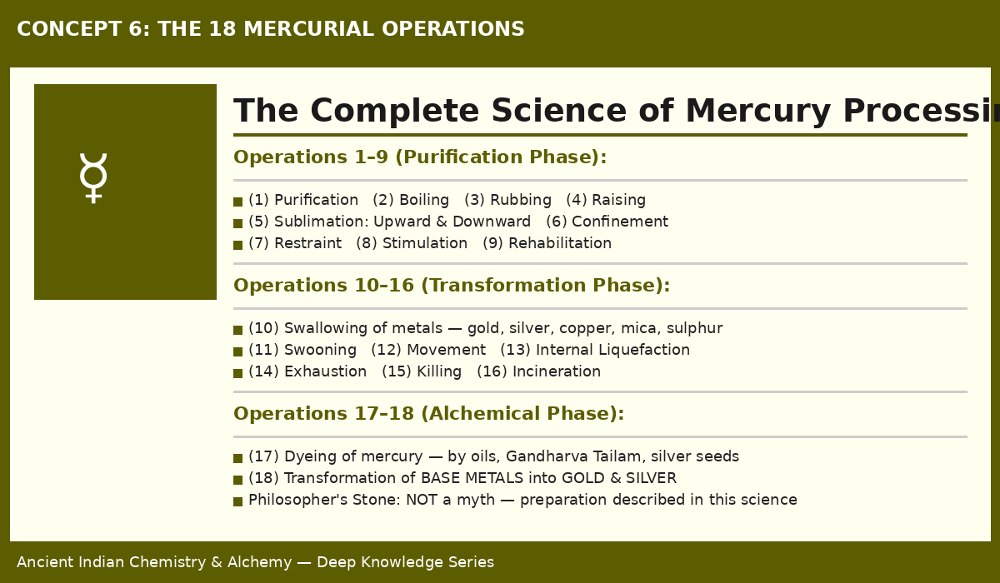 CONCEPT 6: THE 18 MERCURIAL OPERATIONS
☿
The Complete Science of Mercury Processi
Operations 1–9 (Purification Phase):
■ (1) Purification (2) Boiling (3) Rubbing (4) Raising
■ (5) Sublimation: Upward & Downward (6) Confinement
■ (7) Restraint (8) Stimulation (9) Rehabilitation
Operations 10–16 (Transformation Phase):
■ (10) Swallowing of metals — gold, silver, copper, mica, sulphur
■ (11) Swooning (12) Movement (13) Internal Liquefaction
■ (14) Exhaustion (15) Killing (16) Incineration
Operations 17–18 (Alchemical Phase):
■ (17) Dyeing of mercury — by oils, Gandharva Tailam, silver seeds
■ (18) Transformation of BASE METALS into GOLD & SILVER
■ Philosopher's Stone: NOT a myth — preparation described in this science
Ancient Indian Chemistry & Alchemy — Deep Knowledge Series